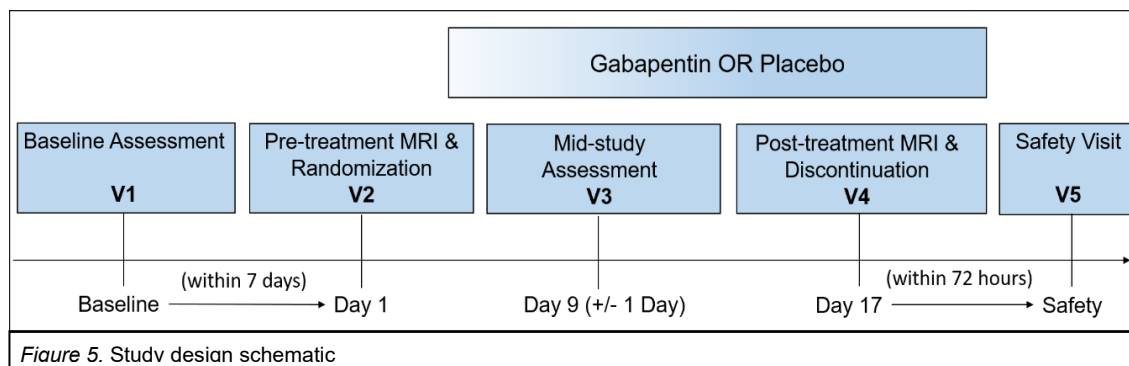 Gabapentin OR Placebo
Baseline Assessment
V1
Pre-treatment MRI &
Randomization
V2
Mid-study
Assessment
V3
Post-treatment MRI &
Discontinuation
V4
Safety Visit
V5
(within 7 days)
(within 72 hours)
Baseline
Day 1
Day 9 (+/- 1 Day)
Day 17
Safety
Figure 5. Study design schematic